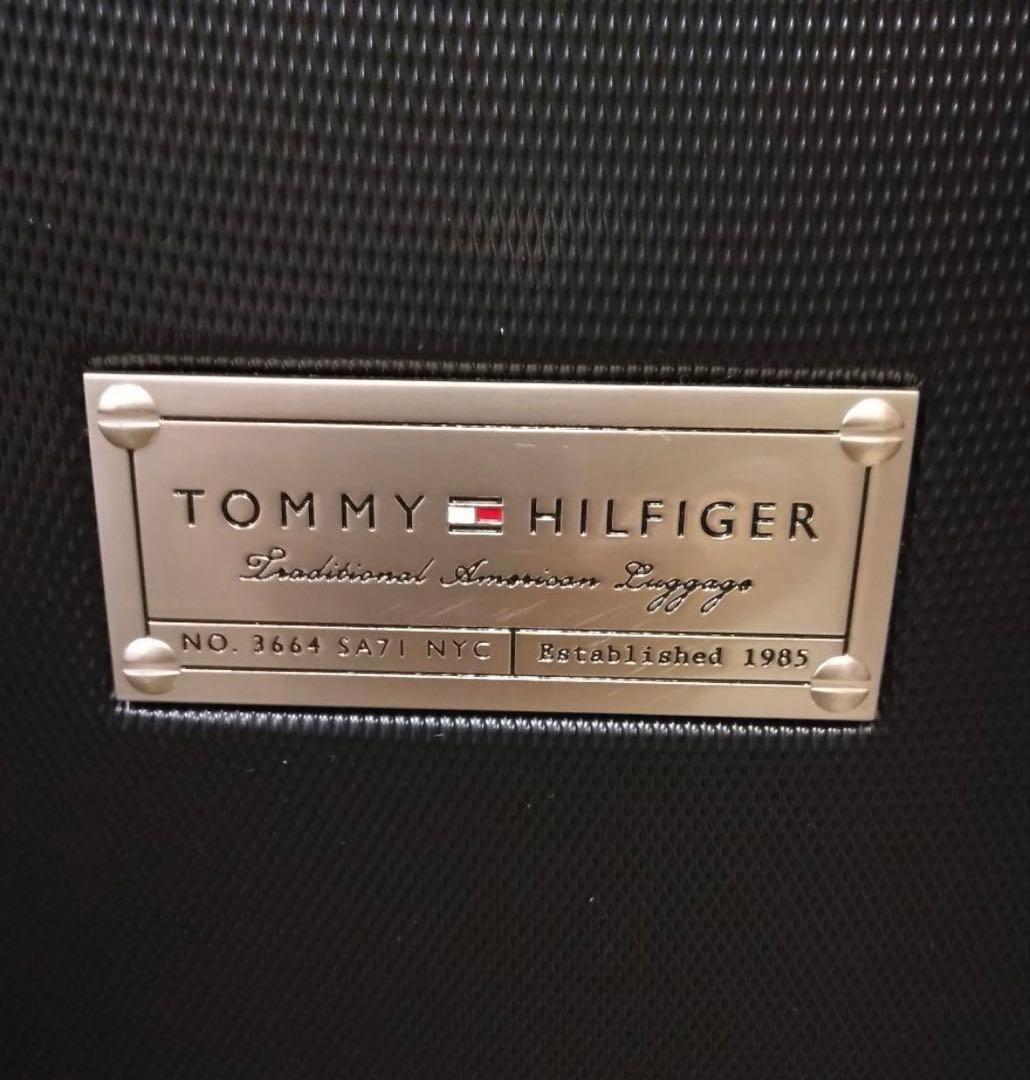 TOMMY HILFIGER
Traditional American Luggage
NO. 3664 SA71 NYC
Established 1985